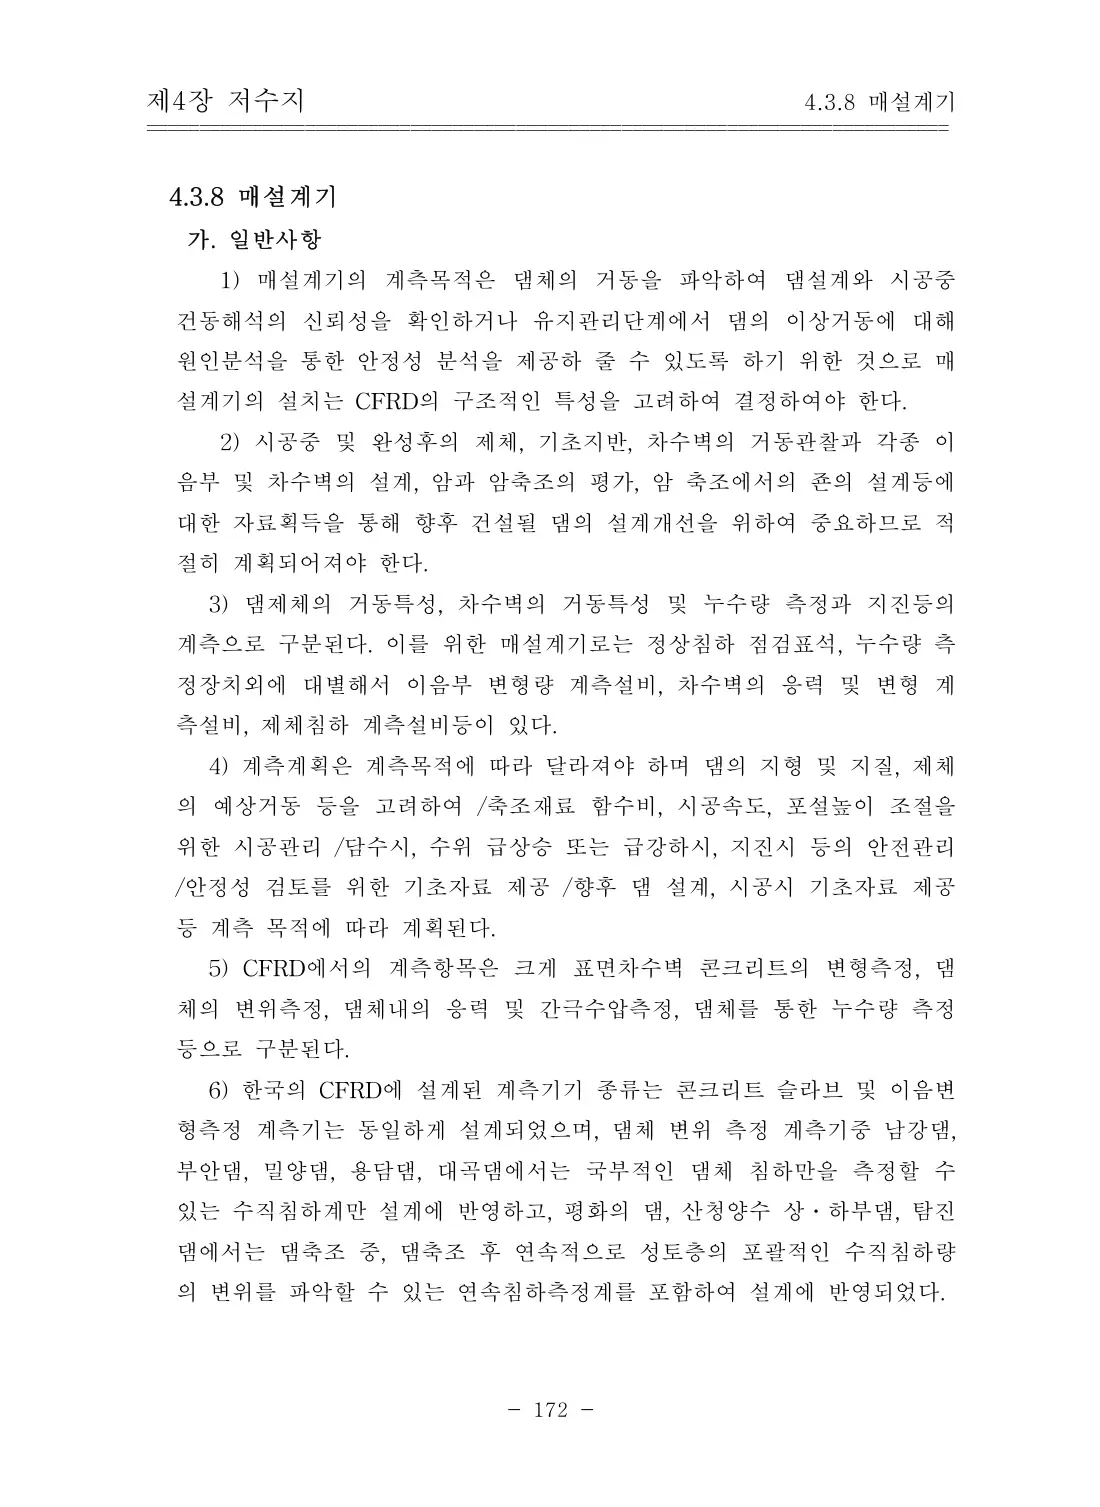 제4장 저수지
4.3.8 매설계기
4.3.8 매설계기
가. 일반사항
1) 매설계기의 계측목적은 댐체의 거동을 파악하여 댐설계와 시공중
건동해석의 신뢰성을 확인하거나 유지관리단계에서 댐의 이상거동에 대해
원인분석을 통한 안정성 분석을 제공하 줄 수 있도록 하기 위한 것으로 매
설계기의 설치는 CFRD의 구조적인 특성을 고려하여 결정하여야 한다.
2) 시공중 및 완성후의 제체, 기초지반, 차수벽의 거동관찰과 각종 이
음부 및 차수벽의 설계, 암과 암축조의 평가, 암 축조에서의 죤의 설계등에
대한 자료획득을 통해 향후 건설될 댐의 설계개선을 위하여 중요하므로 적
절히 계획되어져야 한다.
3) 댐제체의 거동특성, 차수벽의 거동특성 및 누수량 측정과 지진등의
계측으로 구분된다. 이를 위한 매설계기로는 정상침하 점검표석, 누수량 측
정장치외에 대별해서 이음부 변형량 계측설비, 차수벽의 응력 및 변형 계
측설비, 제체침하 계측설비등이 있다.
4) 계측계획은 계측목적에 따라 달라져야 하며 댐의 지형 및 지질, 제체
의 예상거동 등을 고려하여 /축조재료 함수비, 시공속도, 포설높이 조절을
위한 시공관리 /담수시, 수위 급상승 또는 급강하시, 지진시 등의 안전관리
/안정성 검토를 위한 기초자료 제공 /향후 댐 설계, 시공시 기초자료 제공
등 계측 목적에 따라 계획된다.
5) CFRD에서의 계측항목은 크게 표면차수벽 콘크리트의 변형측정, 댐
체의 변위측정, 댐체내의 응력 및 간극수압측정, 댐체를 통한 누수량 측정
등으로 구분된다.
6) 한국의 CFRD에 설계된 계측기기 종류는 콘크리트 슬라브 및 이음변
형측정 계측기는 동일하게 설계되었으며, 댐체 변위 측정 계측기중 남강댐,
부안댐, 밀양댐, 용담댐, 대곡댐에서는 국부적인 댐체 침하만을 측정할 수
있는 수직침하계만 설계에 반영하고, 평화의 댐, 산청양수 상·하부댐, 탐진
댐에서는 댐축조 중, 댐축조 후 연속적으로 성토층의 포괄적인 수직침하량
의 변위를 파악할 수 있는 연속침하측정계를 포함하여 설계에 반영되었다.
- 172 -